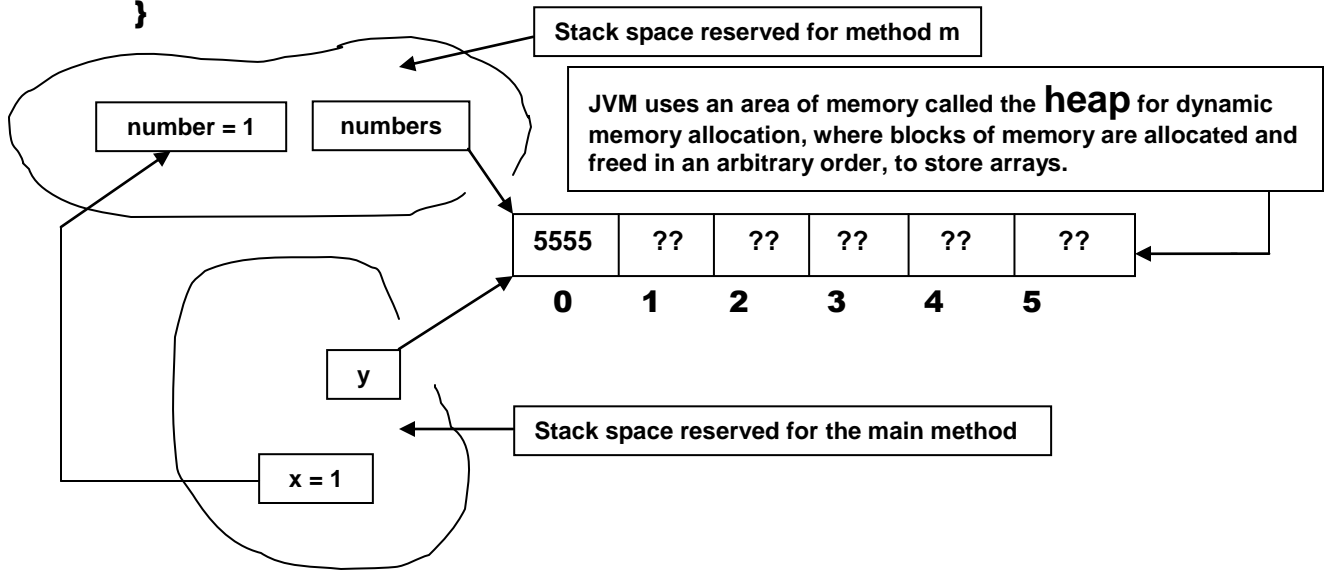 }
Stack space reserved for method m
JVM uses an area of memory called the heap for dynamic
memory allocation, where blocks of memory are allocated and
freed in an arbitrary order, to store arrays.
number = 1 numbers
5555 ?? ?? ?? ?? ??
0 1 2 3 4 5
y
Stack space reserved for the main method
x = 1